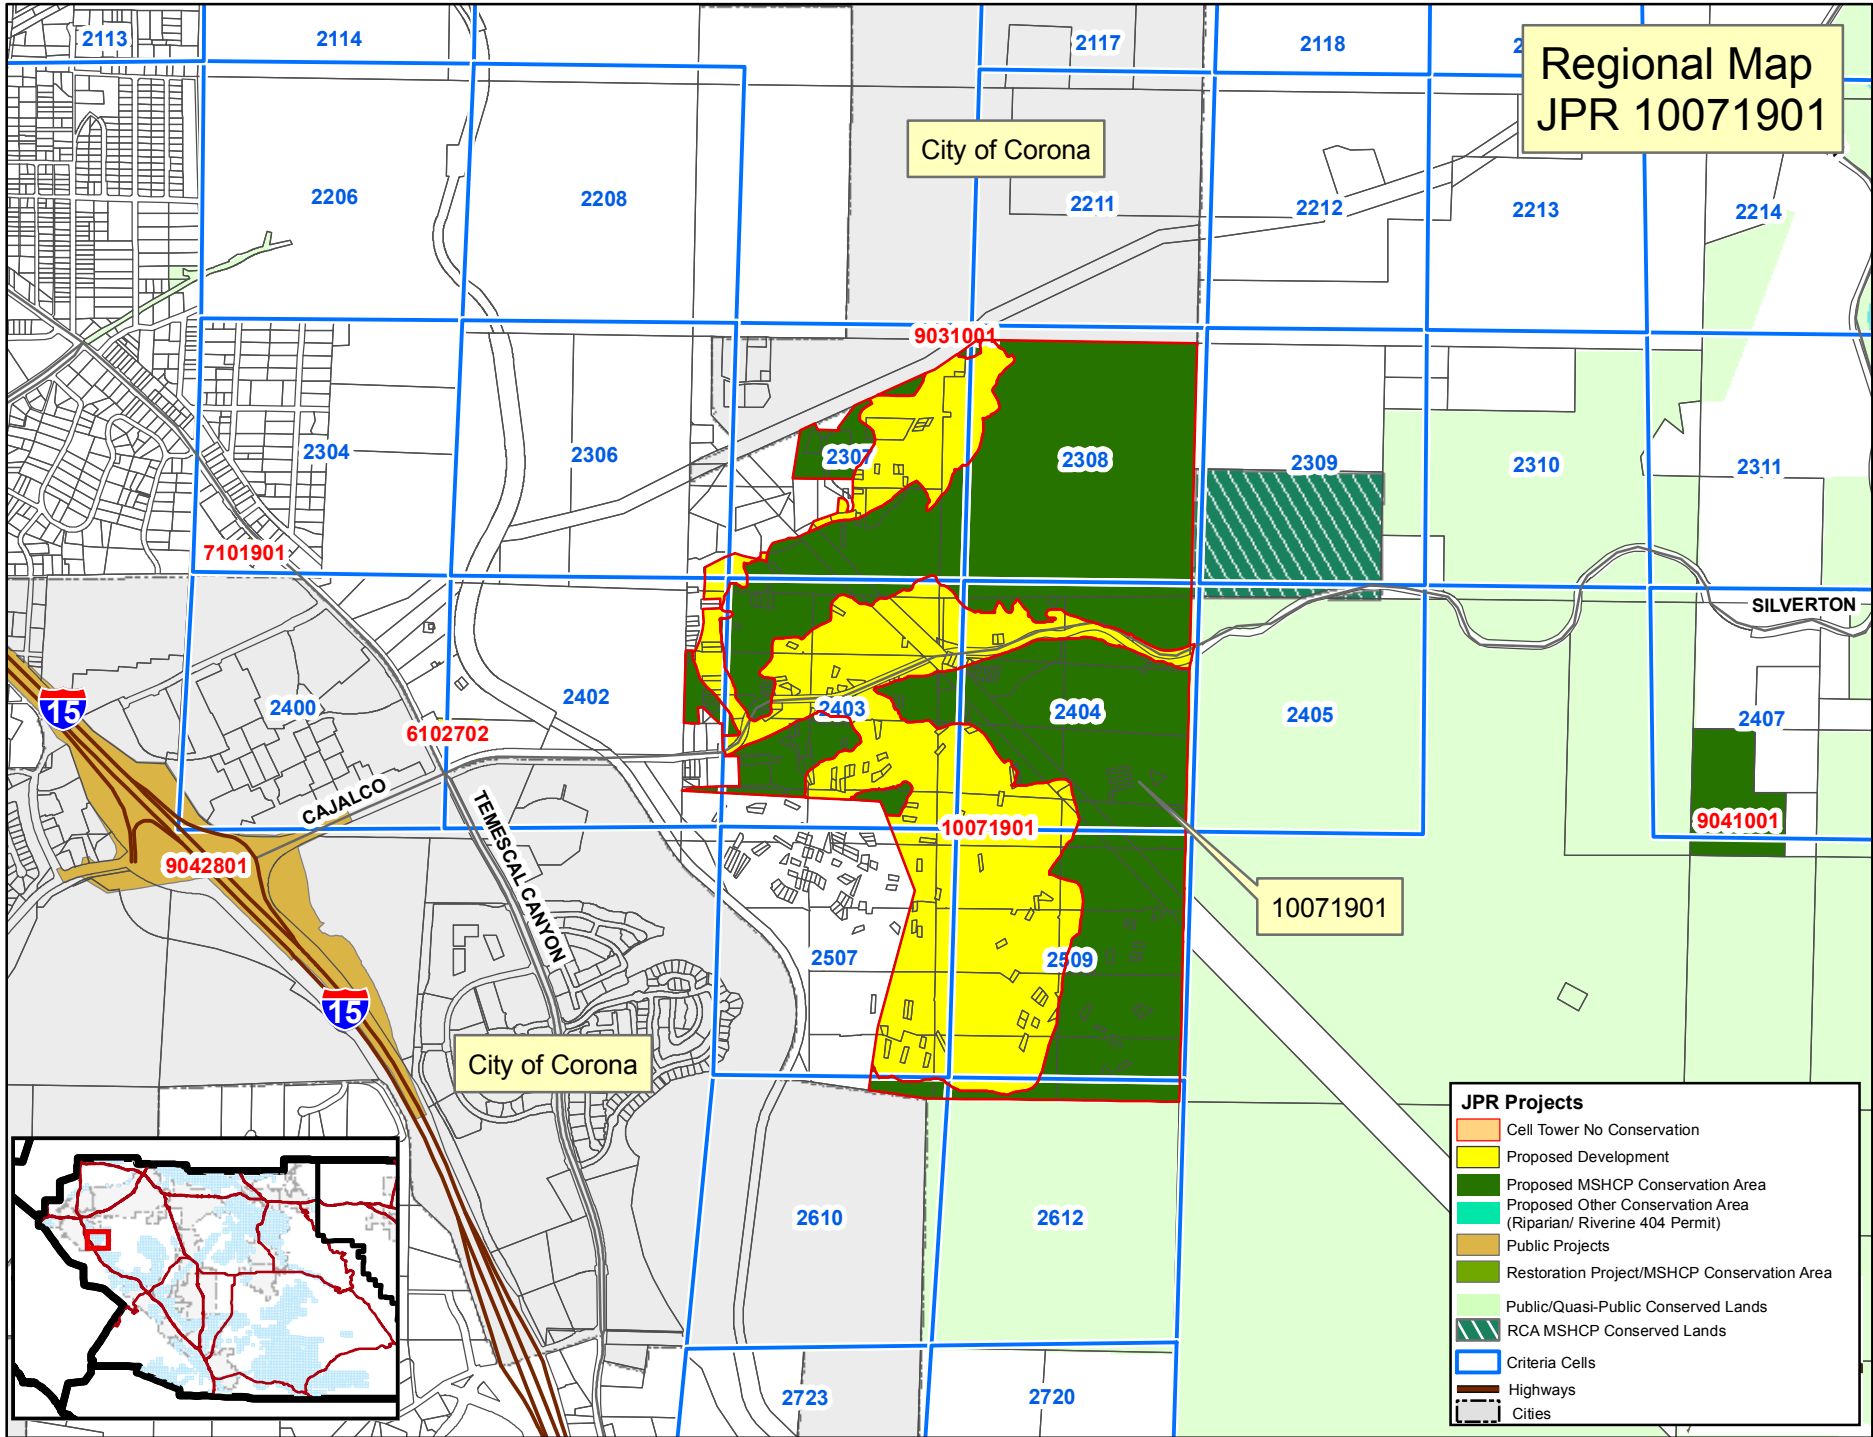 2113
2114
2117
2118
Regional Map
JPR 10071901
City of Corona
2206
2208
2211
2212
2213
2214
9031001
2304
2306
2307
2308
2309
2310
2311
7101901
SILVERTON
15
2400
2402
2403
2404
2405
2407
6102702
CAJALCO
TEMESCAL CANYON
10071901
9041001
9042801
10071901
2507
2509
15
City of Corona
2610
2612
2723
2720
JPR Projects
Cell Tower No Conservation
Proposed Development
Proposed MSHCP Conservation Area
Proposed Other Conservation Area
(Riparian/ Riverine 404 Permit)
Public Projects
Restoration Project/MSHCP Conservation Area
Public/Quasi-Public Conserved Lands
RCA MSHCP Conserved Lands
Criteria Cells
Highways
Cities